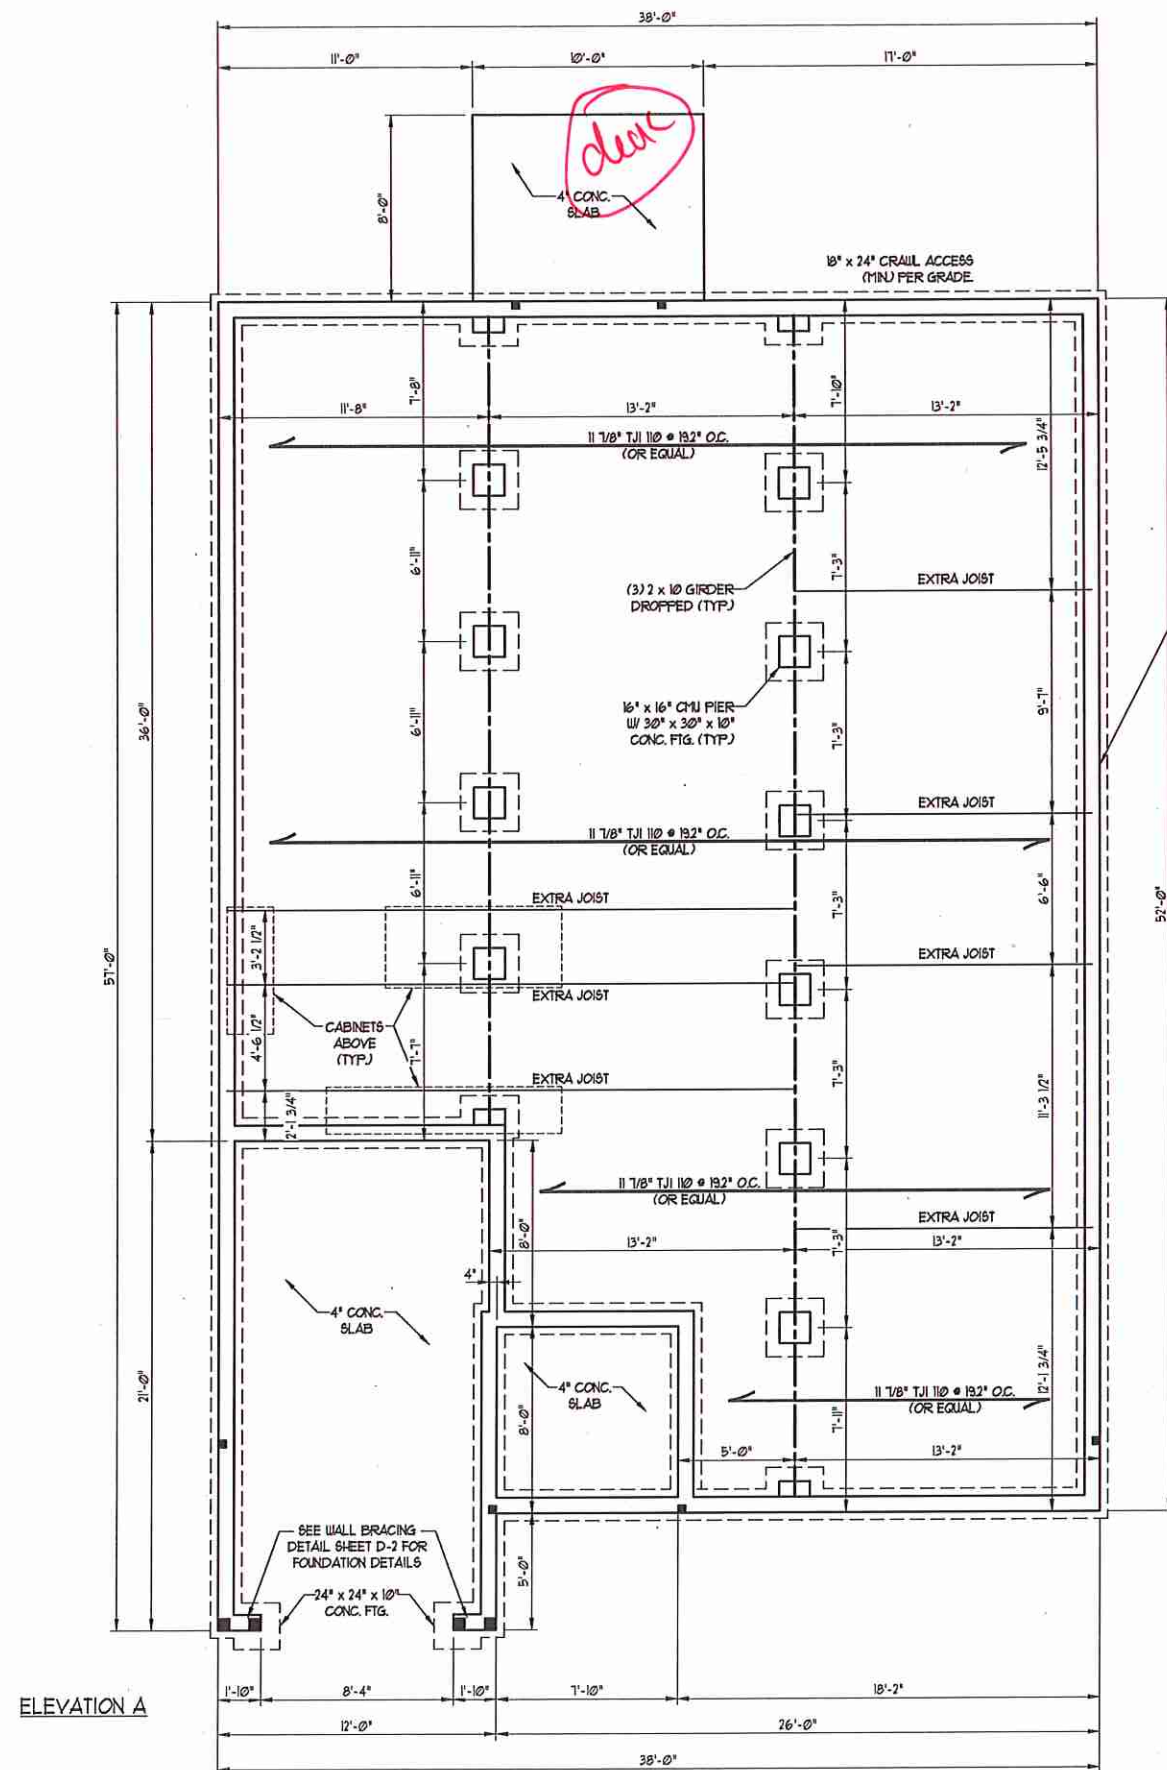 38'-0"
11'-0"
10'-0"
17'-0"
deck
8'-0"
4" CONC.
SLAB
18" x 24" CRAWL ACCESS
(MIN.) PER GRADE.
7'-8"
7'-10"
11'-8"
13'-2"
13'-2"
12'-5 3/4"
11 7/8" TJI 110 @ 19.2" O.C.
(OR EQUAL)
6'-11"
7'-3"
(3) 2 x 10 GIRDER
DROPPED (TYP.)
EXTRA JOIST
36'-0"
6'-11"
16" x 16" CMU PIER
W/ 30" x 30" x 10"
CONC. FTG. (TYP.)
7'-3"
9'-7"
EXTRA JOIST
11 7/8" TJI 110 @ 19.2" O.C.
(OR EQUAL)
6'-11"
6'-6"
EXTRA JOIST
7'-3"
52'-0"
57'-0"
3'-2 1/2"
EXTRA JOIST
EXTRA JOIST
CABINETS
ABOVE
(TYP.)
4'-6 1/2"
7'-7"
7'-3"
EXTRA JOIST
2'-1 3/4"
11'-3 1/2"
11 7/8" TJI 110 @ 19.2" O.C.
(OR EQUAL)
EXTRA JOIST
8'-0"
13'-2"
7'-3"
13'-2"
4"
4" CONC.
SLAB
21'-0"
4" CONC.
SLAB
12'-1 3/4"
11 7/8" TJI 110 @ 19.2" O.C.
(OR EQUAL)
8'-0"
7'-11"
5'-0"
13'-2"
SEE WALL BRACING
DETAIL SHEET D-2 FOR
FOUNDATION DETAILS
5'-0"
24" x 24" x 10"
CONC. FTG.
1'-10"
8'-4"
1'-10"
7'-10"
18'-2"
ELEVATION A
12'-0"
26'-0"
38'-0"